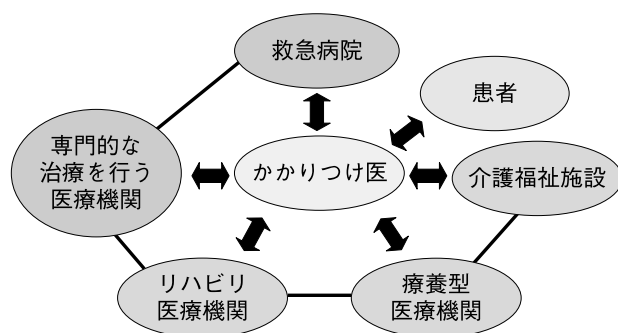 救急病院
患者
専門的な
治療を行う
医療機関
かかりつけ医
介護福祉施設
リハビリ
医療機関
療養型
医療機関